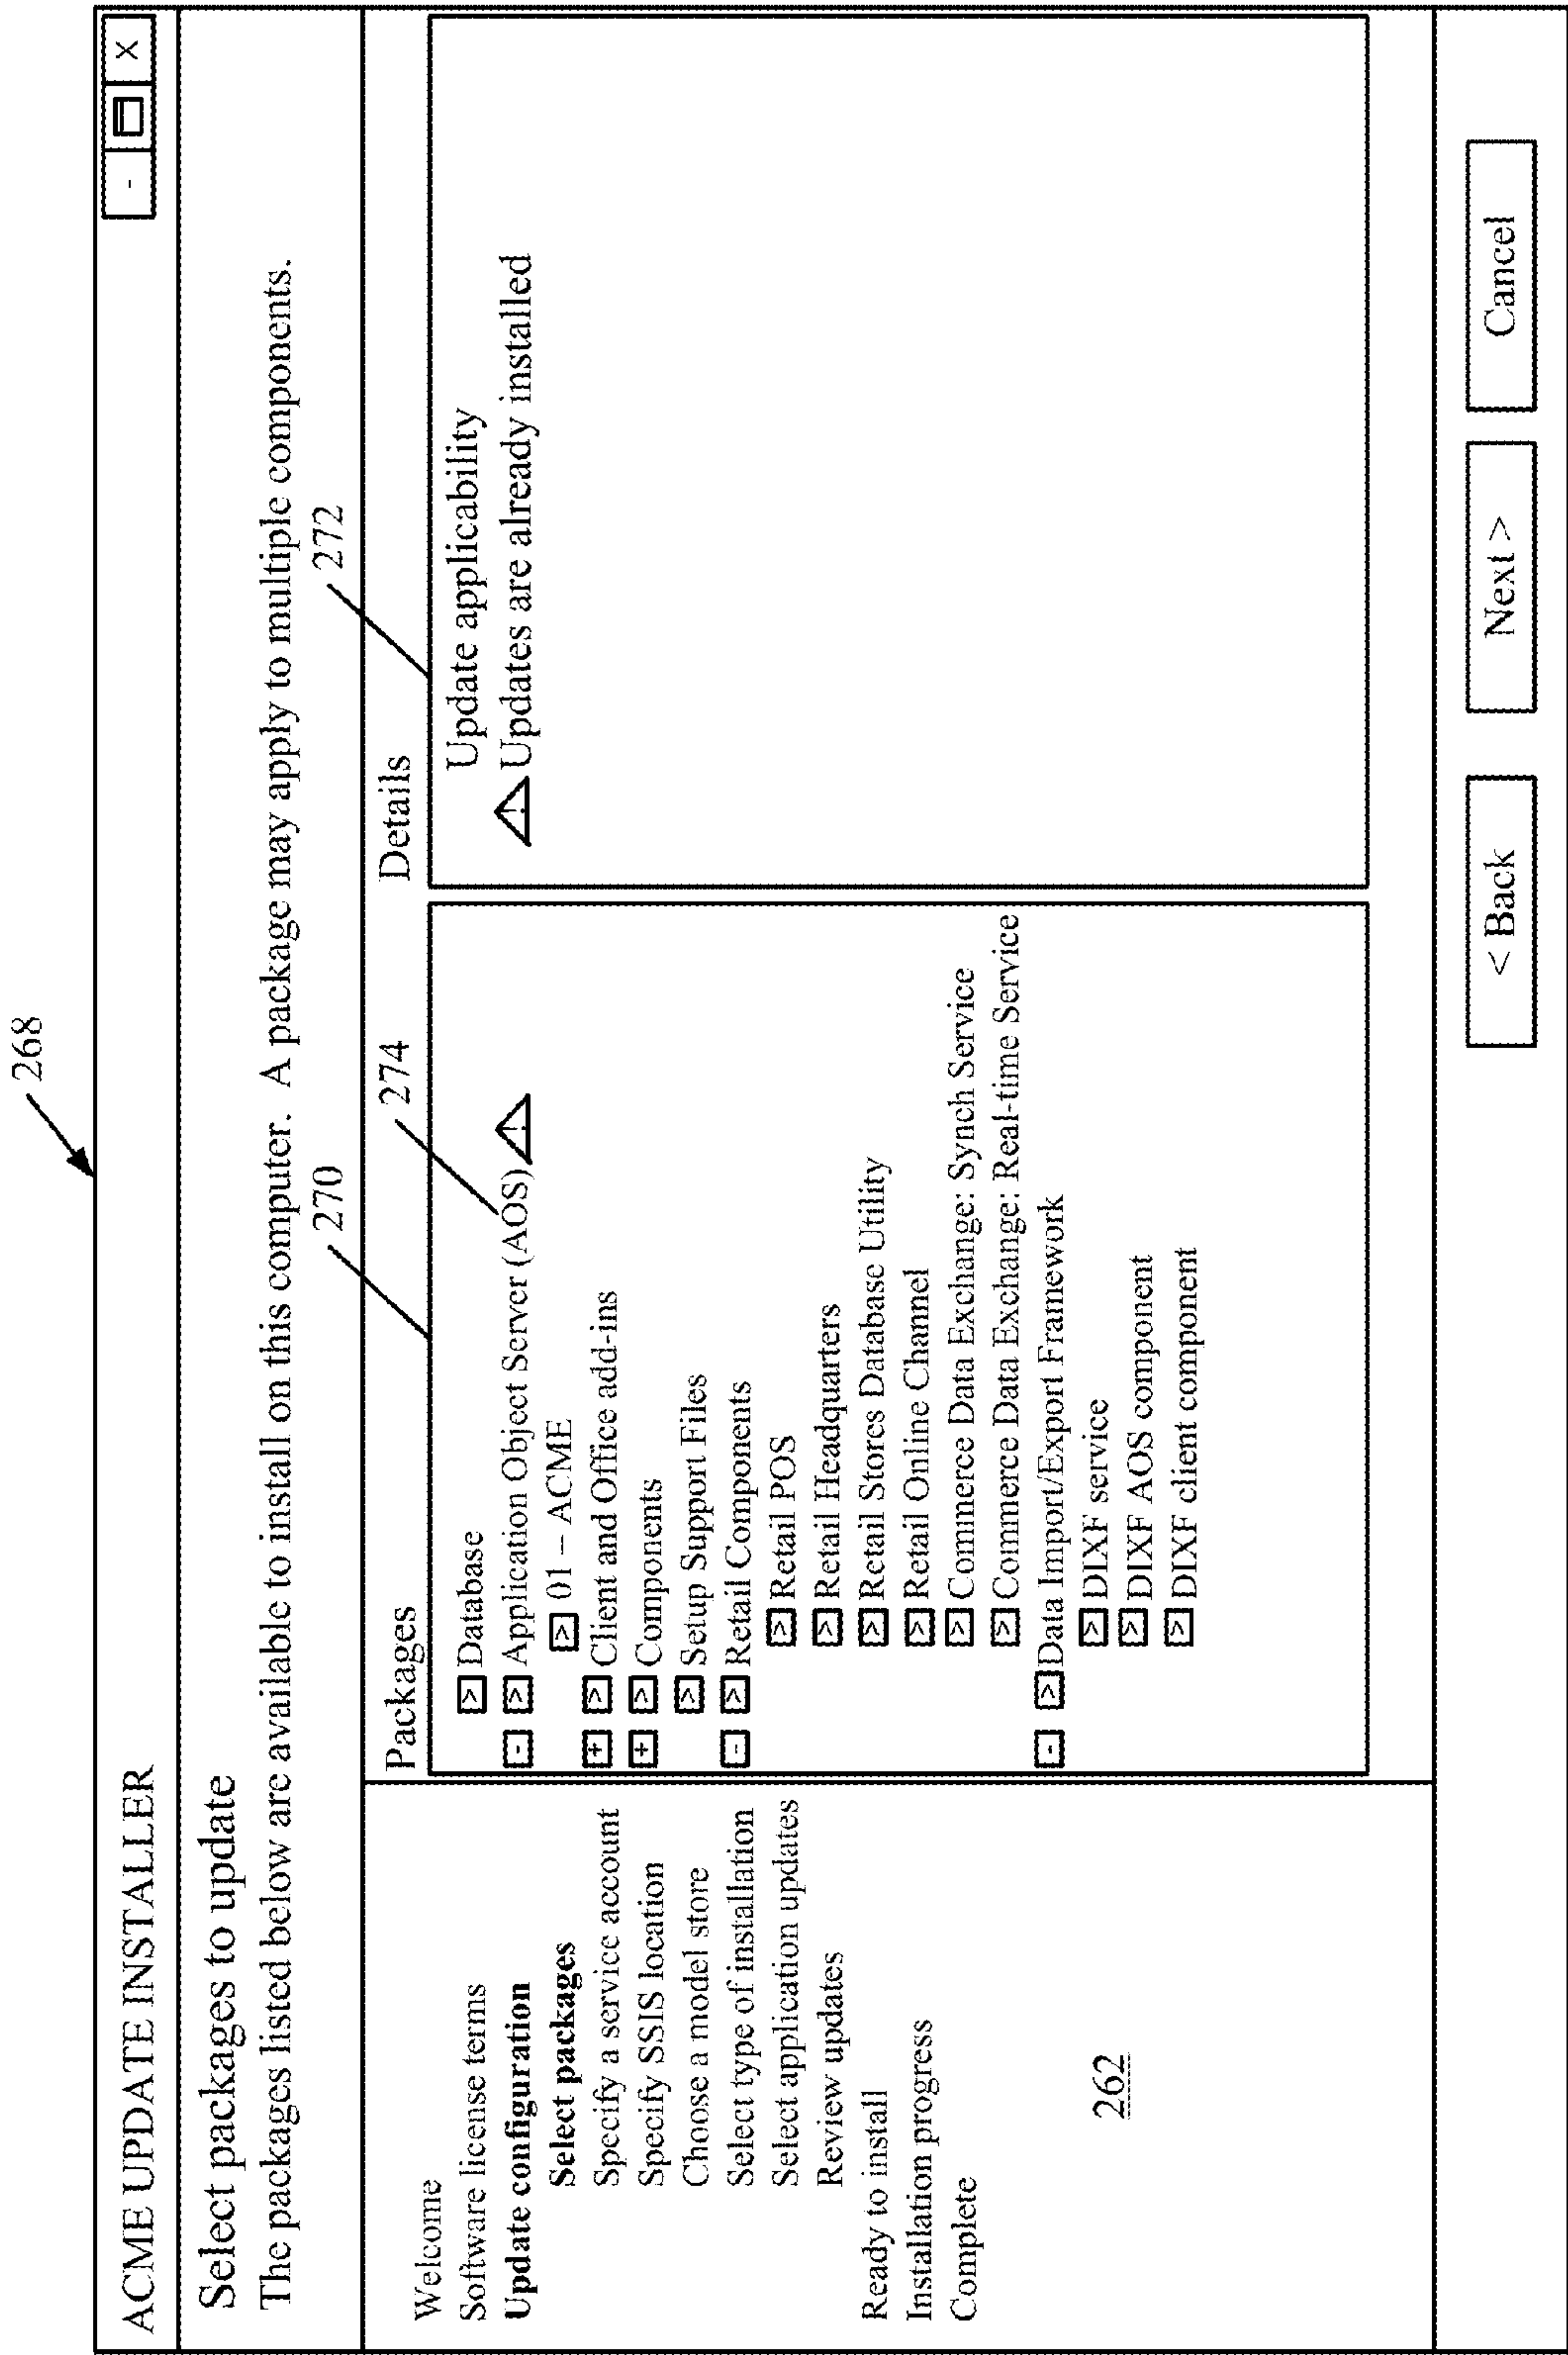 268
ACME UPDATE INSTALLER
- X
Select packages to update
The packages listed below are available to install on this computer. A package may apply to multiple components.
270
272
274
Welcome
Software license terms
Update configuration
Select packages
Specify a service account
Specify SSIS location
Choose a model store
Select type of installation
Select application updates
Review updates
Ready to install
Installation progress
Complete
262
Packages
> Database
- > Application Object Server (AOS)
> 01 – ACME
+ > Client and Office add-ins
+ > Components
> Setup Support Files
- > Retail Components
> Retail POS
> Retail Headquarters
> Retail Stores Database Utility
> Retail Online Channel
> Commerce Data Exchange: Synch Service
> Commerce Data Exchange: Real-time Service
- > Data Import/Export Framework
> DIXF service
> DIXF AOS component
> DIXF client component
Details
Update applicability
! Updates are already installed
< Back
Next >
Cancel